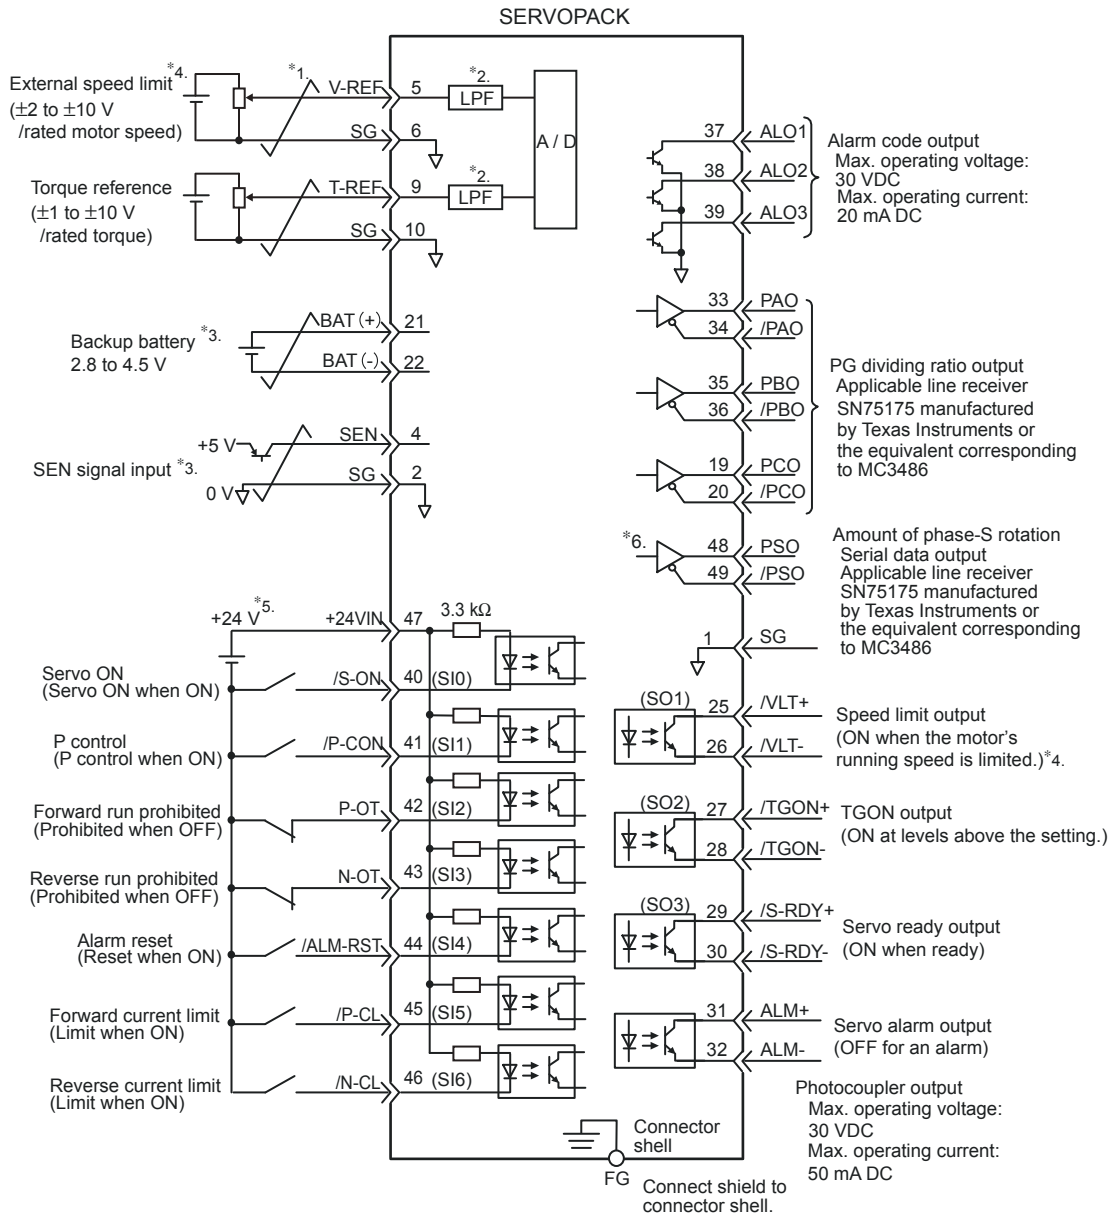 SERVOPACK
External speed limit*4.
(±2 to ±10 V
/rated motor speed)
*1.
V-REF
5
*2.
LPF
SG
6
A / D
Torque reference
(±1 to ±10 V
/rated torque)
T-REF
9
*2.
LPF
SG
10
37
ALO1
38
ALO2
39
ALO3
Alarm code output
Max. operating voltage:
30 VDC
Max. operating current:
20 mA DC
Backup battery *3.
2.8 to 4.5 V
BAT (+)
21
BAT (-)
22
33
PAO
34
/PAO
35
PBO
36
/PBO
19
PCO
20
/PCO
PG dividing ratio output
Applicable line receiver
SN75175 manufactured
by Texas Instruments or
the equivalent corresponding
to MC3486
SEN signal input *3.
+5 V
SEN
4
0 V
SG
2
*6.
48
PSO
49
/PSO
Amount of phase-S rotation
Serial data output
Applicable line receiver
SN75175 manufactured
by Texas Instruments or
the equivalent corresponding
to MC3486
1
SG
+24 V*5.
+24VIN
47
3.3 kΩ
Servo ON
(Servo ON when ON)
/S-ON
40
(SI0)
P control
(P control when ON)
/P-CON
41
(SI1)
Forward run prohibited
(Prohibited when OFF)
P-OT
42
(SI2)
Reverse run prohibited
(Prohibited when OFF)
N-OT
43
(SI3)
Alarm reset
(Reset when ON)
/ALM-RST
44
(SI4)
Forward current limit
(Limit when ON)
/P-CL
45
(SI5)
Reverse current limit
(Limit when ON)
/N-CL
46
(SI6)
(SO1)
25
/VLT+
26
/VLT-
Speed limit output
(ON when the motor's
running speed is limited.)*4.
(SO2)
27
/TGON+
28
/TGON-
TGON output
(ON at levels above the setting.)
(SO3)
29
/S-RDY+
30
/S-RDY-
Servo ready output
(ON when ready)
31
ALM+
32
ALM-
Servo alarm output
(OFF for an alarm)
Photocoupler output
Max. operating voltage:
30 VDC
Max. operating current:
50 mA DC
Connector
shell
FG
Connect shield to
connector shell.